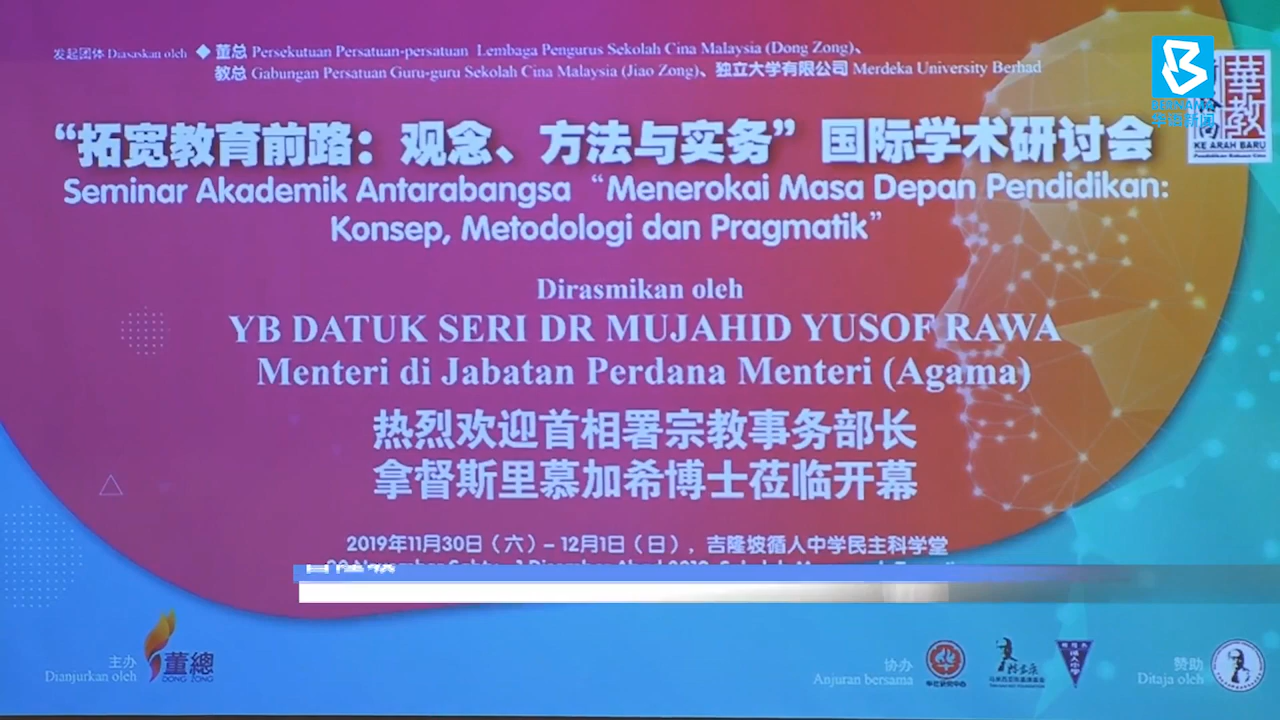 发起团体 Diasaskan oleh ◆ 董总 Persekutuan Persatuan-persatuan Lembaga Pengurus Sekolah Cina Malaysia (Dong Zong)、
教总 Gabungan Persatuan Guru-guru Sekolah Cina Malaysia (Jiao Zong)、独立大学有限公司 Merdeka University Berhad
BERNAMA
华语新闻
華教
KE ARAH BARU
Pendidikan Bahasa Cina
“拓宽教育前路：观念、方法与实务” 国际学术研讨会
Seminar Akademik Antarabangsa “Menerokai Masa Depan Pendidikan:
Konsep, Metodologi dan Pragmatik”
Dirasmikan oleh
YB DATUK SERI DR MUJAHID YUSOF RAWA
Menteri di Jabatan Perdana Menteri (Agama)
热烈欢迎首相署宗教事务部长
拿督斯里慕加希博士莅临开幕
2019年11月30日（六）– 12月1日（日），吉隆坡循人中学民主科学堂
主办
Dianjurkan oleh
董總
DONG ZONG
协办
Anjuran bersama
赞助
Ditaja oleh